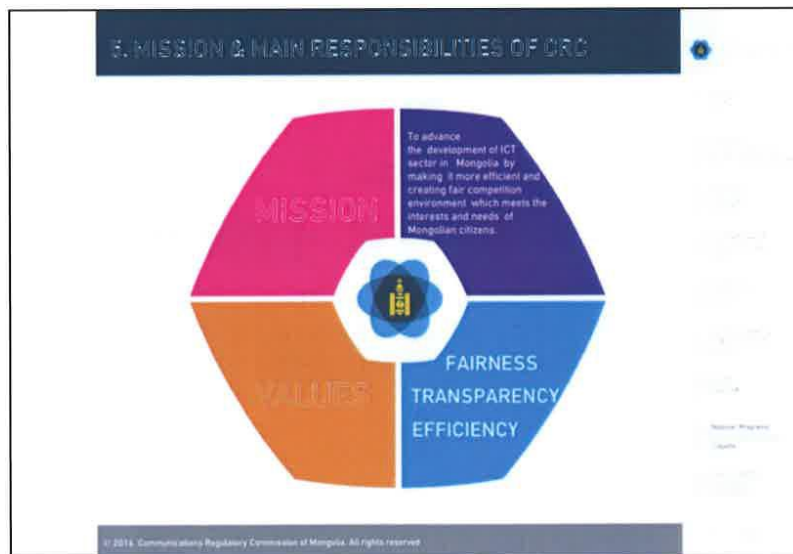 5. MISSION & MAIN RESPONSIBILITIES OF CRC
MISSION
To advance
the development of ICT
sector in Mongolia by
making it more efficient and
creating fair competition
environment which meets the
interests and needs of
Mongolian citizens.
VALUES
FAIRNESS
TRANSPARENCY
EFFICIENCY
© 2016. Communications Regulatory Commission of Mongolia. All rights reserved